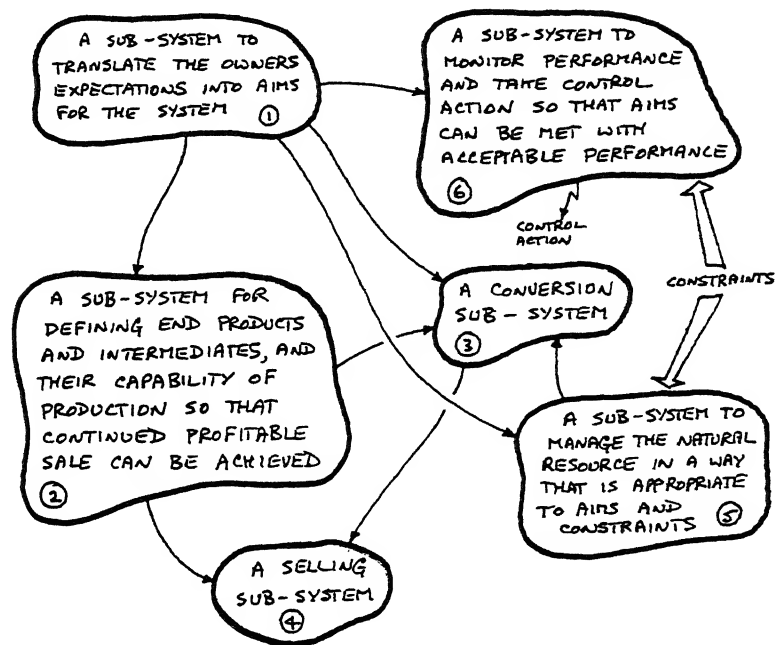 A SUB-SYSTEM TO
TRANSLATE THE OWNERS
EXPECTATIONS INTO AIMS
FOR THE SYSTEM
①
A SUB-SYSTEM TO
MONITOR PERFORMANCE
AND TAKE CONTROL
ACTION SO THAT AIMS
CAN BE MET WITH
ACCEPTABLE PERFORMANCE
⑥
CONTROL
ACTION
CONSTRAINTS
A SUB-SYSTEM FOR
DEFINING END PRODUCTS
AND INTERMEDIATES, AND
THEIR CAPABILITY OF
PRODUCTION SO THAT
CONTINUED PROFITABLE
SALE CAN BE ACHIEVED
②
A CONVERSION
SUB-SYSTEM
③
A SUB-SYSTEM TO
MANAGE THE NATURAL
RESOURCE IN A WAY
THAT IS APPROPRIATE
TO AIMS AND
CONSTRAINTS ⑤
A SELLING
SUB-SYSTEM
④